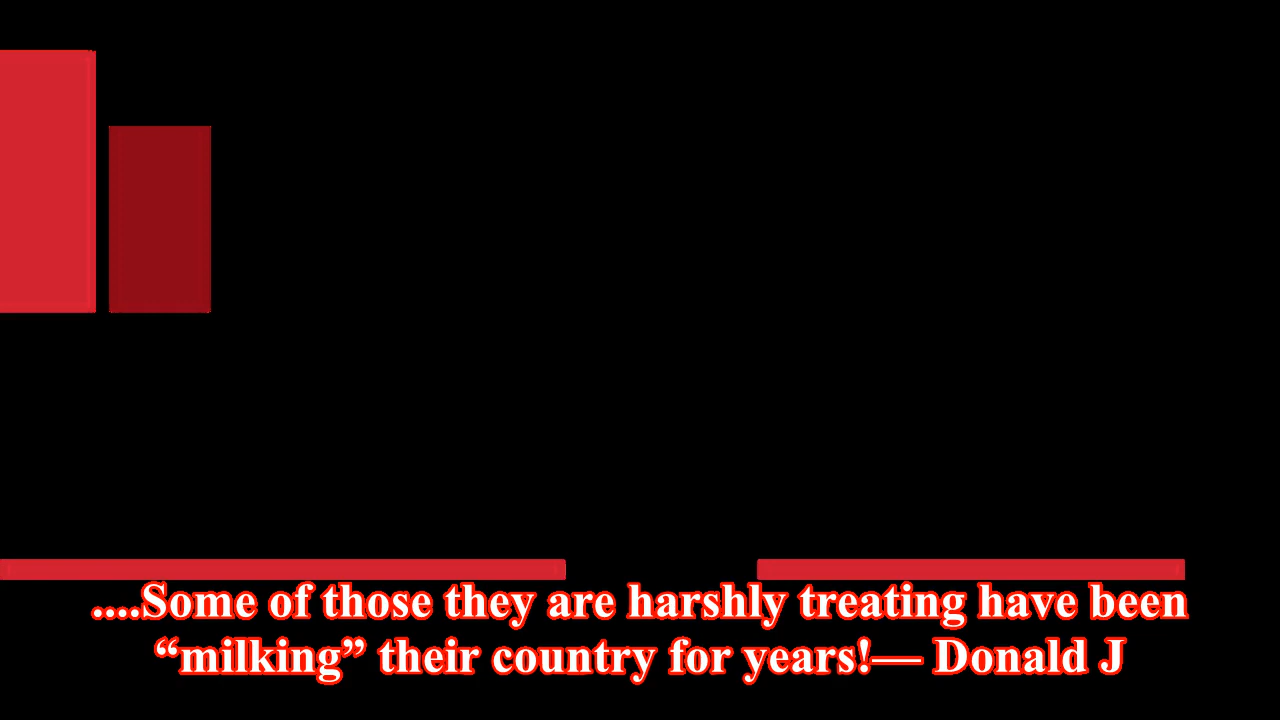 ....Some of those they are harshly treating have been
“milking” their country for years!— Donald J